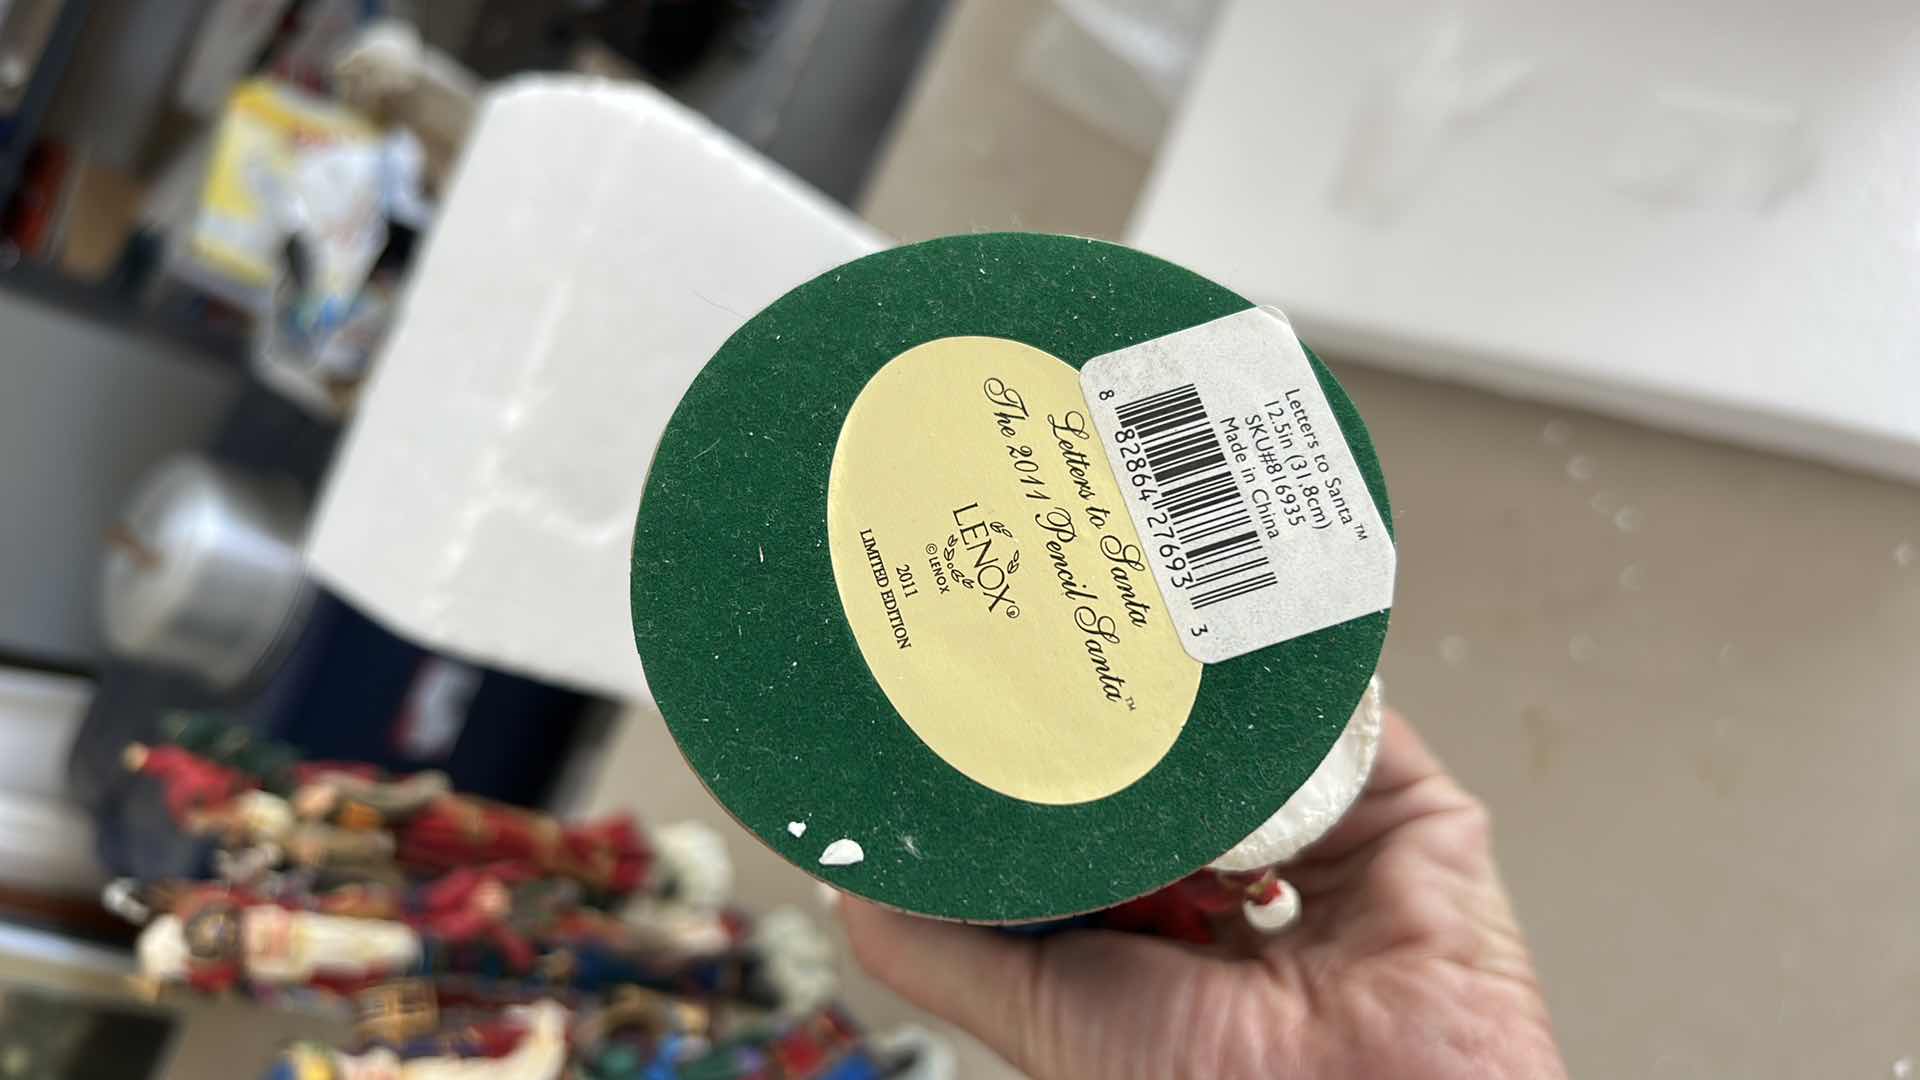 Letters to Santa™
12.5in (31.8cm)
SKU#816935
Made in China
8 82864 27693 3
Letters to Santa
The 2011 Pencil Santa™
LENOX®
©LENOX
2011
LIMITED EDITION